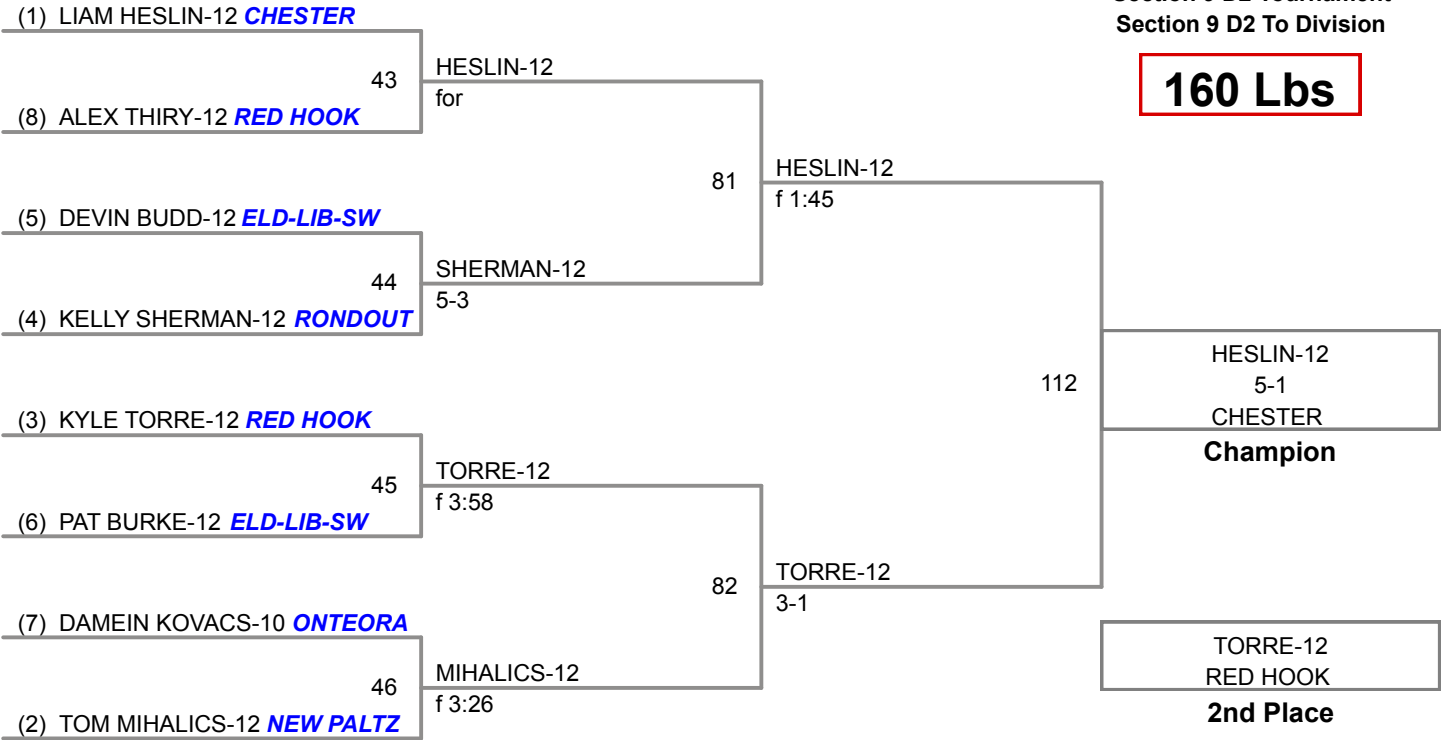 Section 9 D2 To Division
160 Lbs
(1) LIAM HESLIN-12 CHESTER
43
(8) ALEX THIRY-12 RED HOOK
HESLIN-12
for
(5) DEVIN BUDD-12 ELD-LIB-SW
44
(4) KELLY SHERMAN-12 RONDOUT
SHERMAN-12
5-3
81
HESLIN-12
f 1:45
(3) KYLE TORRE-12 RED HOOK
45
(6) PAT BURKE-12 ELD-LIB-SW
TORRE-12
f 3:58
(7) DAMEIN KOVACS-10 ONTEORA
46
(2) TOM MIHALICS-12 NEW PALTZ
MIHALICS-12
f 3:26
82
TORRE-12
3-1
112
HESLIN-12
5-1
CHESTER
Champion
TORRE-12
RED HOOK
2nd Place